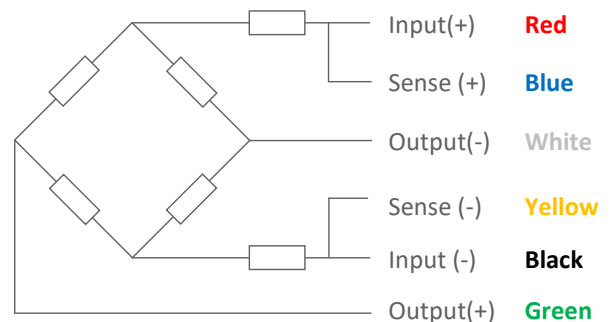 Input(+) Red
Sense (+) Blue
Output(-) White
Sense (-) Yellow
Input (-) Black
Output(+) Green